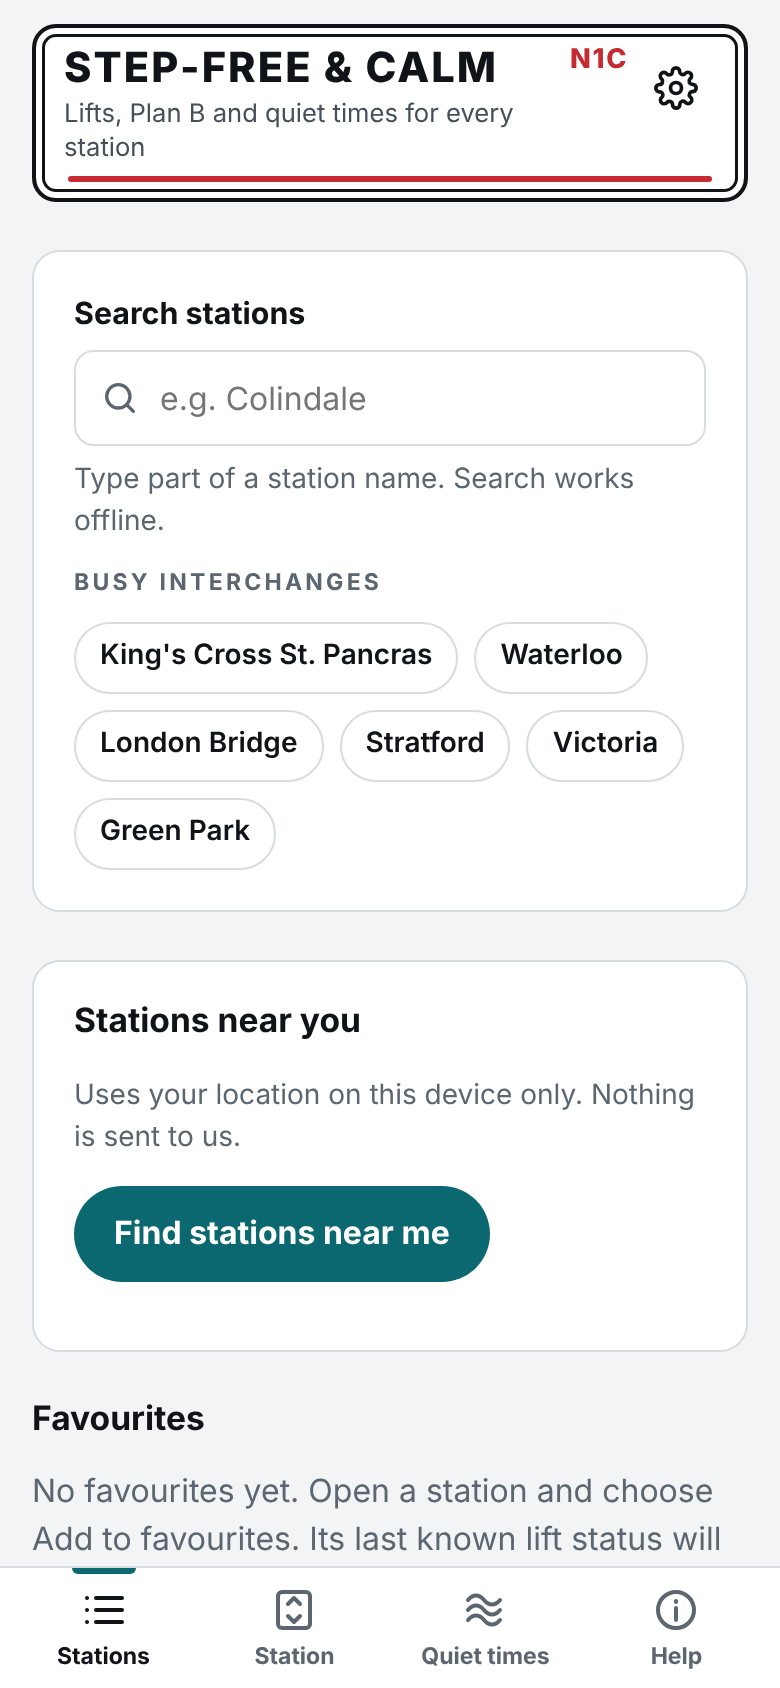 STEP-FREE & CALM
N1C
Lifts, Plan B and quiet times for every
station
Search stations
e.g. Colindale
Type part of a station name. Search works
offline.
BUSY INTERCHANGES
King's Cross St. Pancras
Waterloo
London Bridge
Stratford
Victoria
Green Park
Stations near you
Uses your location on this device only. Nothing
is sent to us.
Find stations near me
Favourites
No favourites yet. Open a station and choose
Add to favourites. Its last known lift status will
Stations
Station
Quiet times
Help